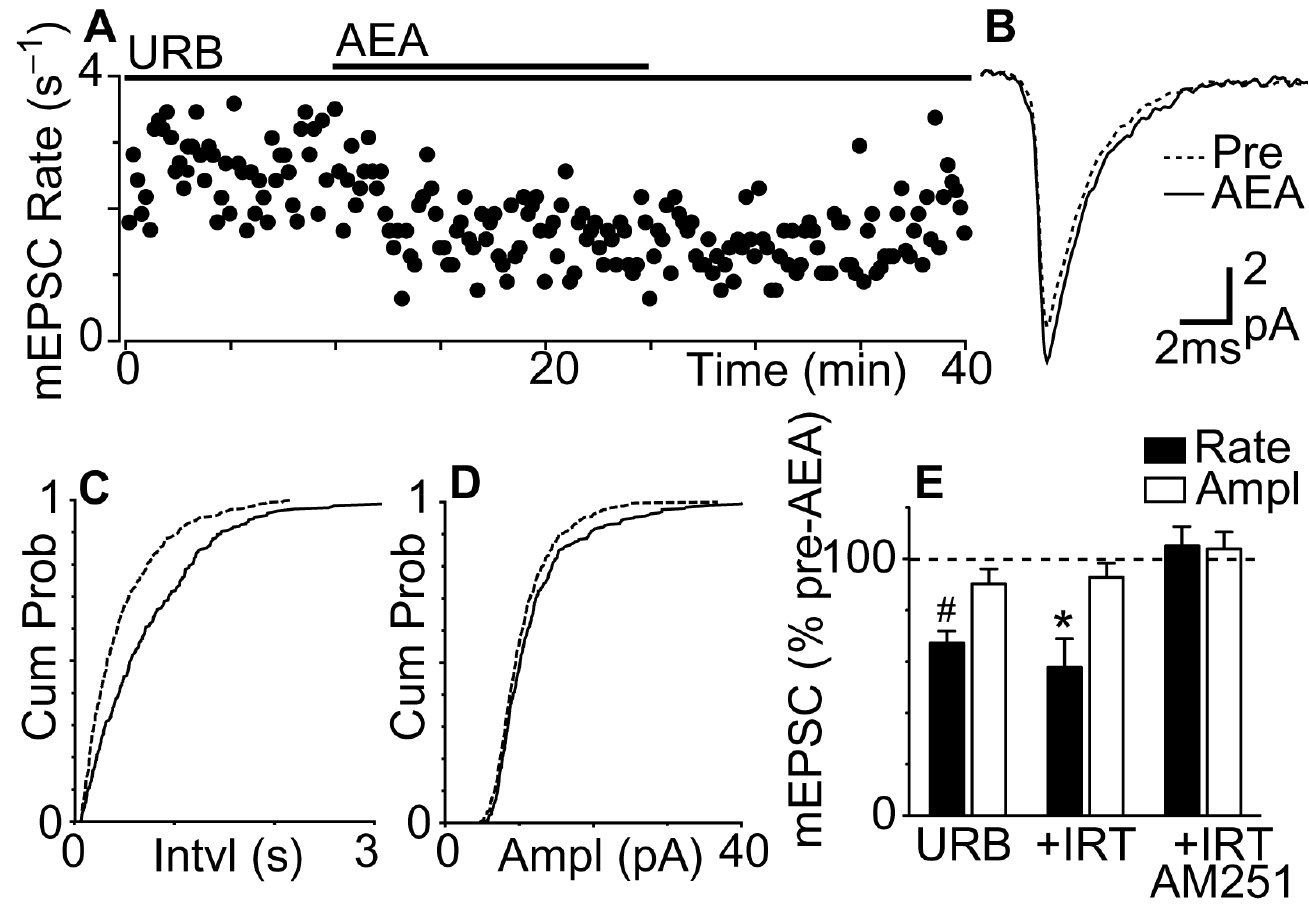 A
URB
AEA
mEPSC Rate (s⁻¹)
4
0
0
20
Time (min)
40
B
Pre
AEA
2
pA
2ms
C
Cum Prob
1
0
0
Intvl (s)
3
D
Cum Prob
1
0
0
Ampl (pA)
40
E
Rate
Ampl
mEPSC (% pre-AEA)
100
0
#
*
URB
+IRT
+IRT
AM251